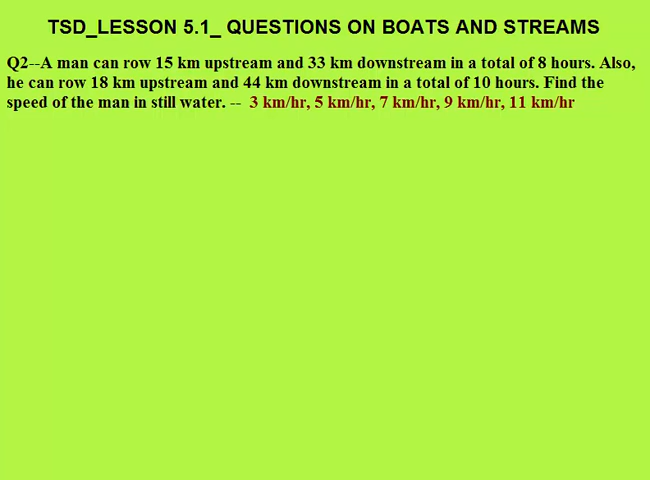 TSD_LESSON 5.1_ QUESTIONS ON BOATS AND STREAMS
Q2--A man can row 15 km upstream and 33 km downstream in a total of 8 hours. Also,
he can row 18 km upstream and 44 km downstream in a total of 10 hours. Find the
speed of the man in still water. -- 3 km/hr, 5 km/hr, 7 km/hr, 9 km/hr, 11 km/hr